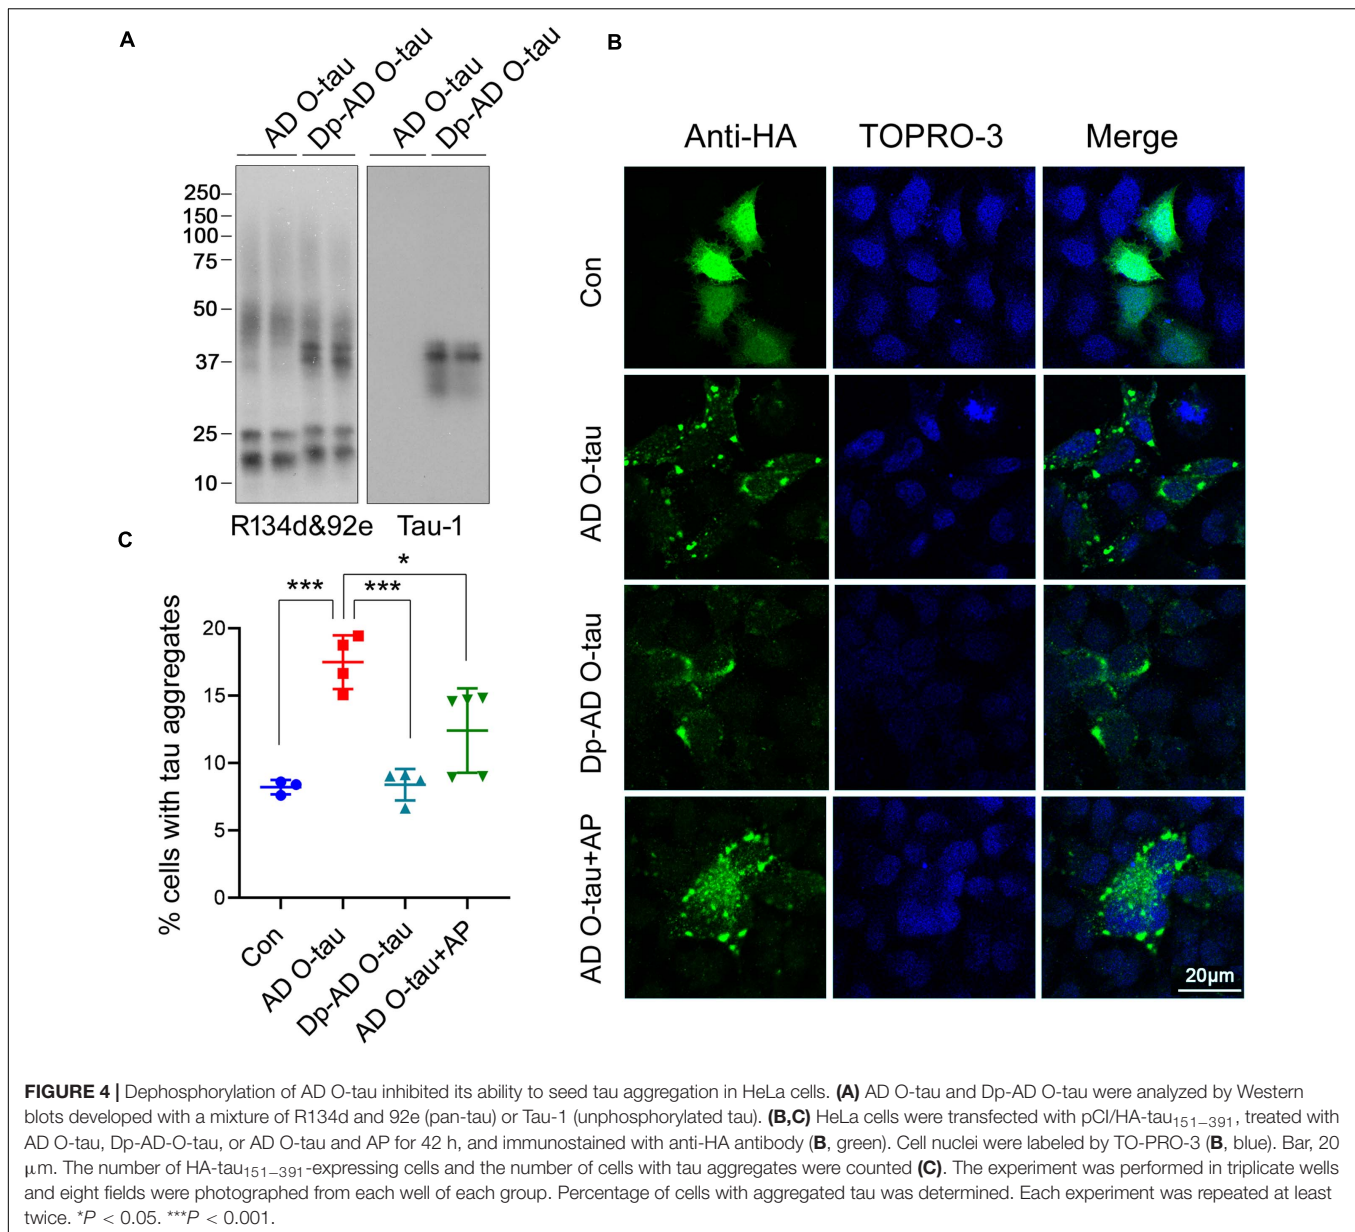 A
AD O-tau
Dp-AD O-tau
AD O-tau
Dp-AD O-tau
250
150
100
75
50
37
25
10
R134d&92e
Tau-1
B
Anti-HA
TOPRO-3
Merge
Con
AD O-tau
Dp-AD O-tau
AD O-tau+AP
20μm
C
% cells with tau aggregates
***
***
*
20
15
10
5
0
Con
AD O-tau
Dp-AD O-tau
AD O-tau+AP
FIGURE 4 | Dephosphorylation of AD O-tau inhibited its ability to seed tau aggregation in HeLa cells. (A) AD O-tau and Dp-AD O-tau were analyzed by Western
blots developed with a mixture of R134d and 92e (pan-tau) or Tau-1 (unphosphorylated tau). (B,C) HeLa cells were transfected with pCI/HA-tau151–391, treated with
AD O-tau, Dp-AD-O-tau, or AD O-tau and AP for 42 h, and immunostained with anti-HA antibody (B, green). Cell nuclei were labeled by TO-PRO-3 (B, blue). Bar, 20
μm. The number of HA-tau151–391-expressing cells and the number of cells with tau aggregates were counted (C). The experiment was performed in triplicate wells
and eight fields were photographed from each well of each group. Percentage of cells with aggregated tau was determined. Each experiment was repeated at least
twice. *P < 0.05. ***P < 0.001.